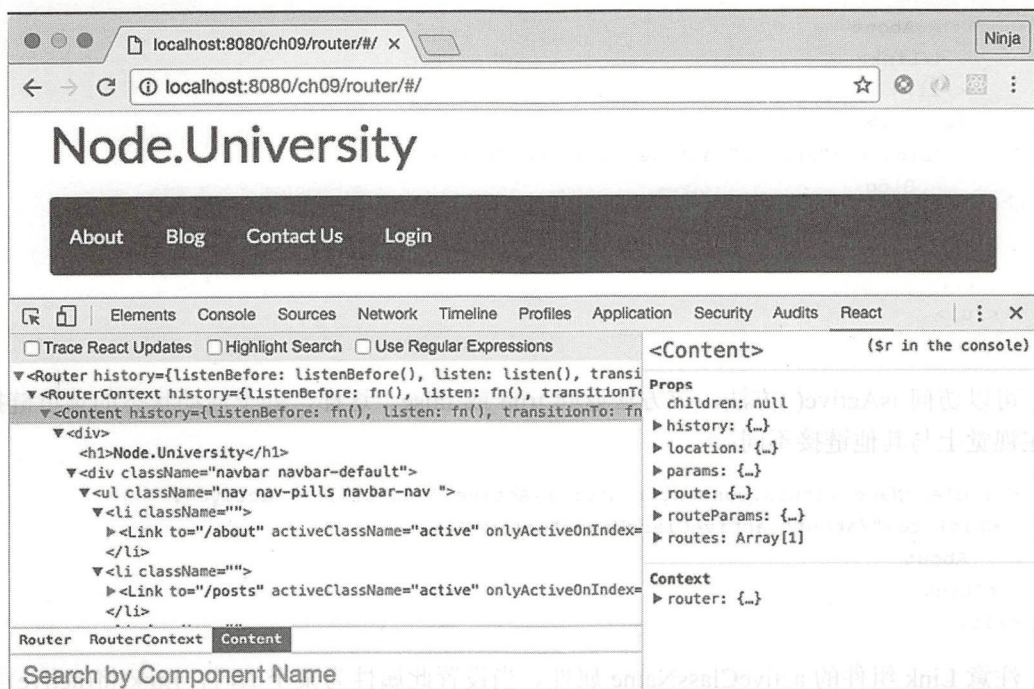 localhost:8080/ch09/router/#/ ×
Ninja
localhost:8080/ch09/router/#/
Node.University
About Blog Contact Us Login
Elements Console Sources Network Timeline Profiles Application Security Audits React
Trace React Updates Highlight Search Use Regular Expressions
▼<Router history={listenBefore: listenBefore(), listen: listen(), transi
▼<RouterContext history={listenBefore: fn(), listen: fn(), transitionTo
▼<Content history={listenBefore: fn(), listen: fn(), transitionTo: fn
▼<div>
<h1>Node.University</h1>
▼<div className="navbar navbar-default">
▼<ul className="nav nav-pills navbar-nav ">
▼<li className="">
▶<Link to="/about" activeClassName="active" onlyActiveOnIndex=
</li>
▼<li className="">
▶<Link to="/posts" activeClassName="active" onlyActiveOnIndex=
</li>
Router RouterContext Content
Search by Component Name
<Content> ($r in the console)
Props
children: null
▶history: {…}
▶location: {…}
▶params: {…}
▶route: {…}
▶routeParams: {…}
▶routes: Array[1]
Context
▶router: {…}